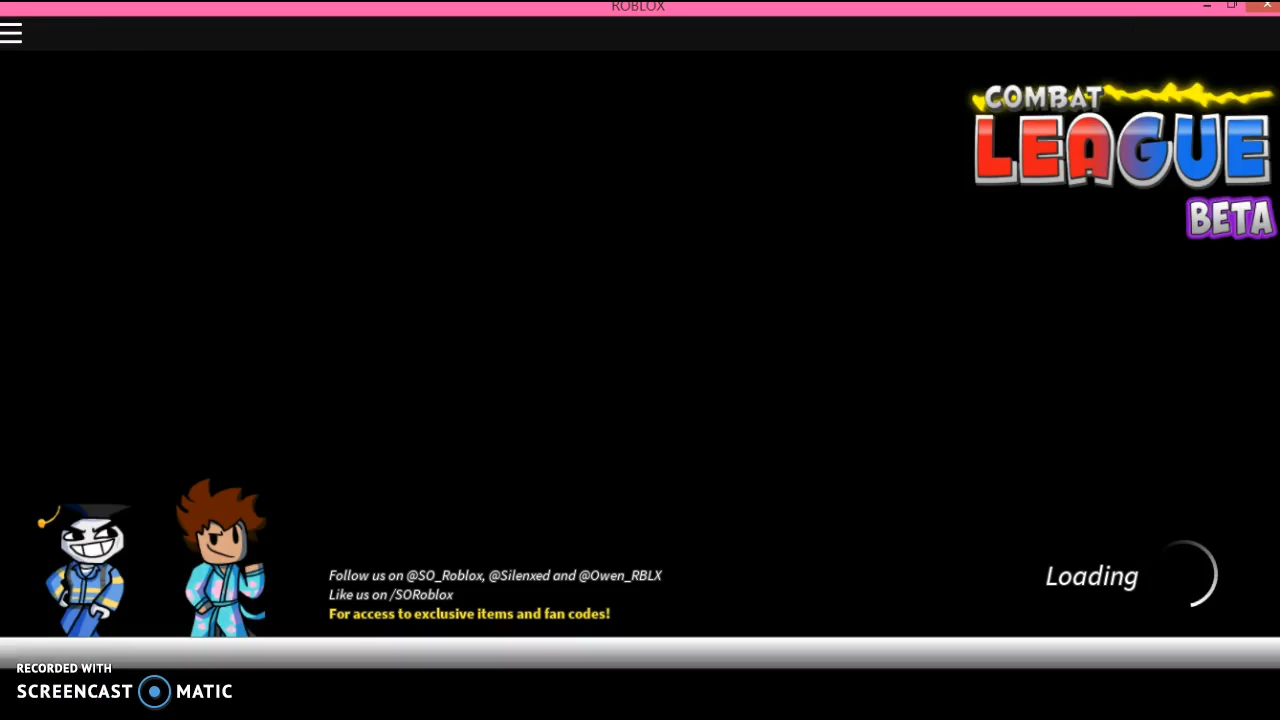 ROBLOX
COMBAT
LEAGUE
BETA
Follow us on @SO_Roblox, @Silenxed and @Owen_RBLX
Like us on /SORoblox
For access to exclusive items and fan codes!
Loading
RECORDED WITH
SCREENCAST MATIC